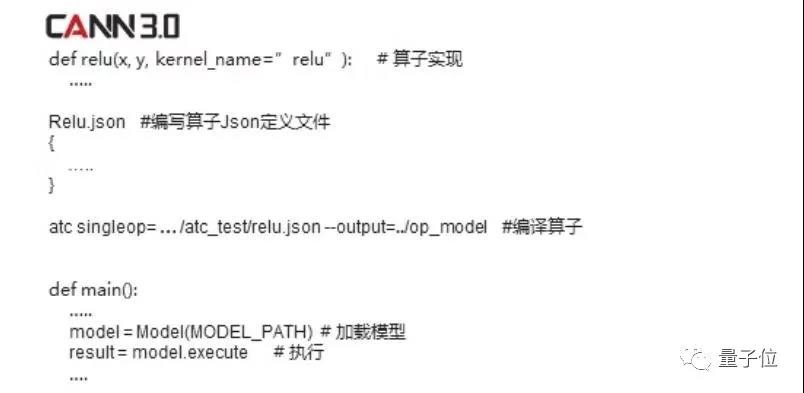 CANN 3.0
def relu(x, y, kernel_name=”relu”):     # 算子实现
.....
Relu.json   #编写算子Json定义文件
{
.....
}
atc singleop= … /atc_test/relu.json --output=../op_model   #编译算子
def main():
.....
model = Model(MODEL_PATH)  # 加载模型
result = model.execute     # 执行
....
量子位